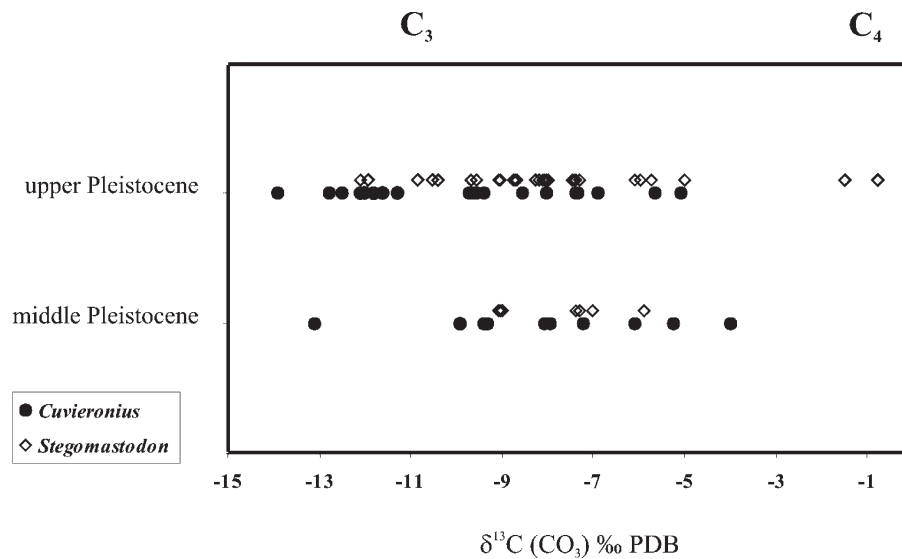 C₃ C₄
upper Pleistocene
middle Pleistocene
Cuvieronius
Stegomastodon
-15 -13 -11 -9 -7 -5 -3 -1
δ¹³C (CO₃) ‰ PDB